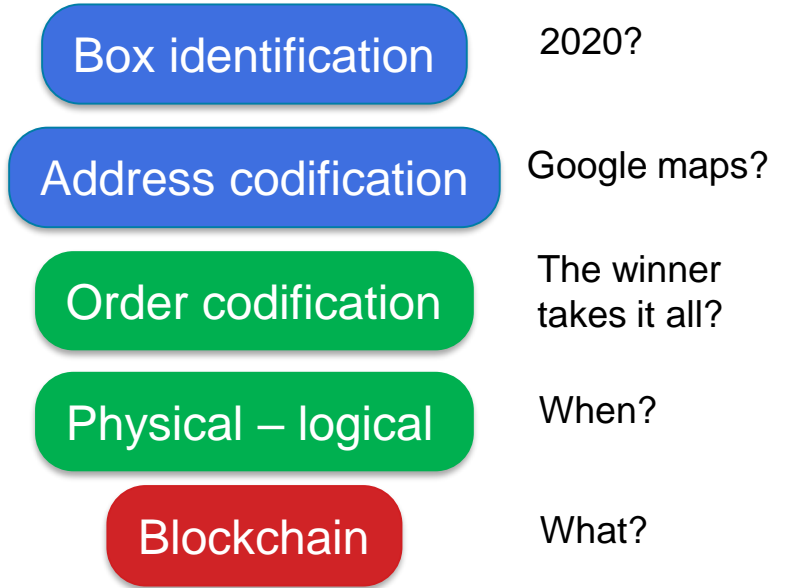 Box identification
2020?
Address codification
Google maps?
Order codification
The winner
takes it all?
Physical – logical
When?
Blockchain
What?